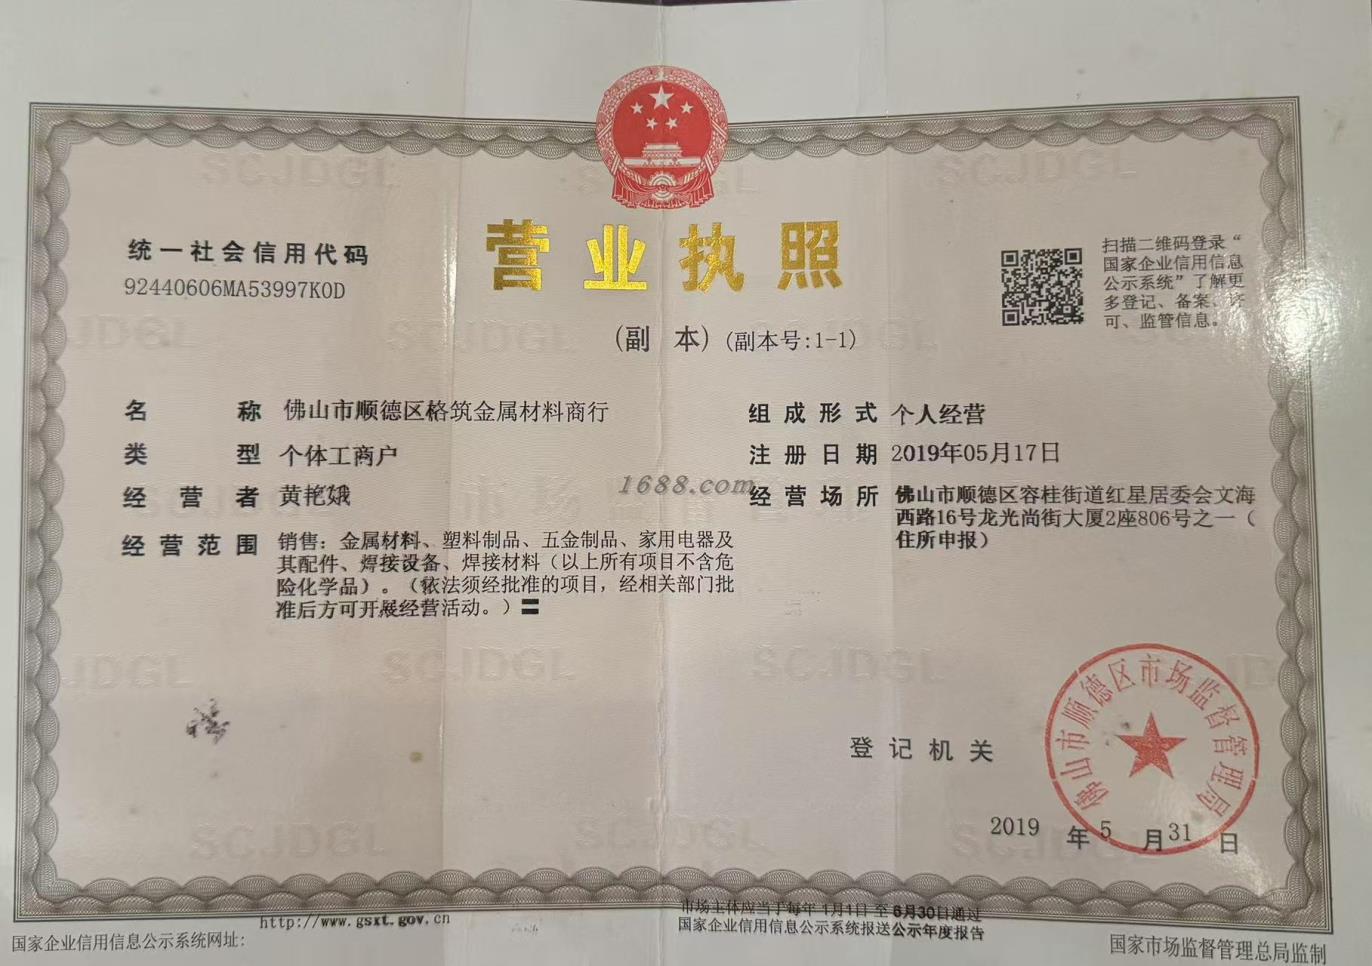 营业执照
(副 本)(副本号:1-1)
统一社会信用代码
92440606MA53997K0D
扫描二维码登录“
国家企业信用信息
公示系统”了解更
多登记、备案、许
可、监管信息。
名称 佛山市顺德区格筑金属材料商行
类型 个体工商户
经营者 黄艳娥
经营范围 销售：金属材料、塑料制品、五金制品、家用电器及
其配件、焊接设备、焊接材料（以上所有项目不含危
险化学品）。（依法须经批准的项目，经相关部门批
准后方可开展经营活动。）〓
组成形式 个人经营
注册日期 2019年05月17日
经营场所 佛山市顺德区容桂街道红星居委会文海
西路16号龙光尚街大厦2座806号之一（
住所申报）
1688.com
登记机关
佛山市顺德区市场监督管理局
2019 年 5 月 31 日
http://www.gsxt.gov.cn
国家企业信用信息公示系统网址:
市场主体应当于每年 1月1日 至 6月30日通过
国家企业信用信息公示系统报送公示年度报告
国家市场监督管理总局监制
SCJDGL